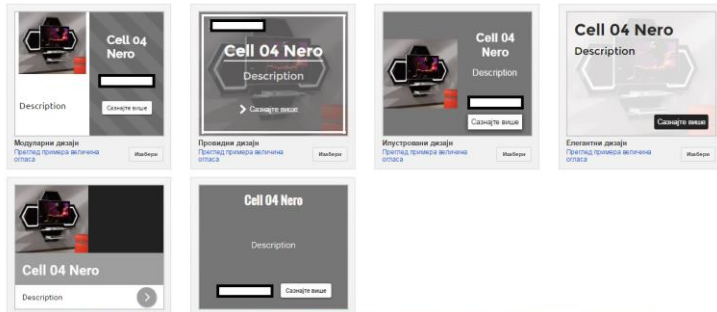 Cell 04
Nero
Description
Сазнајте више
Модуларни дизајн
Преглед примера величина
огласа
Изабери
Cell 04 Nero
Description
Сазнајте више
Провидни дизајн
Преглед примера величина
огласа
Изабери
Cell 04
Nero
Description
Сазнајте више
Илустровани дизајн
Преглед примера величина
огласа
Изабери
Cell 04 Nero
Description
Сазнајте више
Елегантни дизајн
Преглед примера величина
огласа
Изабери
Cell 04 Nero
Description
Cell 04 Nero
Description
Сазнајте више